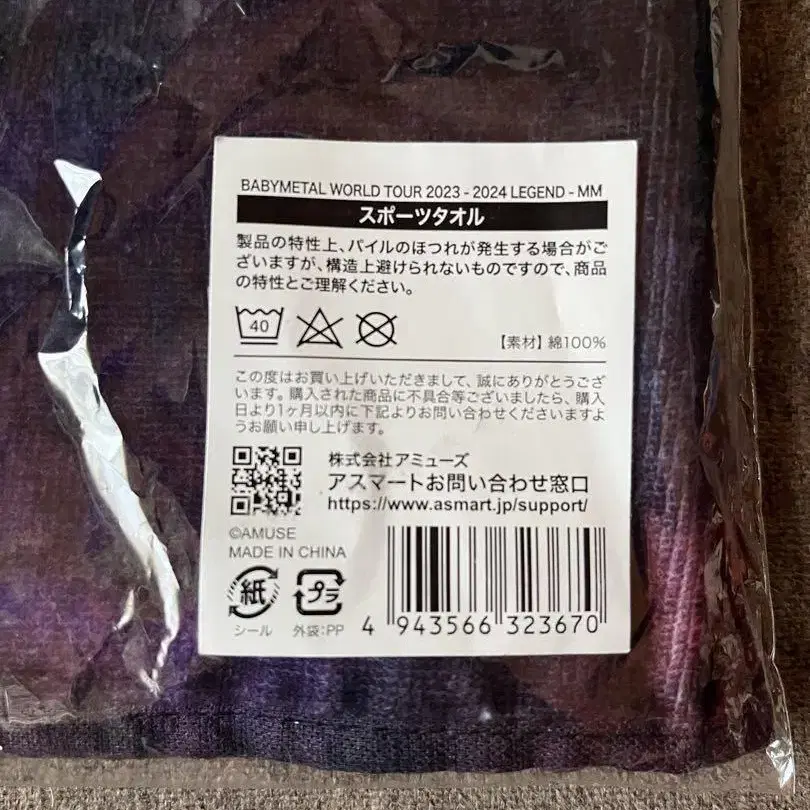 BABYMETAL WORLD TOUR 2023 - 2024 LEGEND - MM
スポーツタオル
製品の特性上、パイルのほつれが発生する場合がご
ざいますが、構造上避けられないものですので、商品
の特性とご理解ください。
40
【素材】綿100%
この度はお買い上げいただきまして、誠にありがとうござ
います。購入された商品に不具合等ございましたら、購入
日より1ヶ月以内に下記よりお問い合わせくださいますよ
うお願い申し上げます。
株式会社アミューズ
アスマートお問い合わせ窓口
https://www.asmart.jp/support/
©AMUSE
MADE IN CHINA
紙 プラ
シール 外袋:PP
4 943566 323670